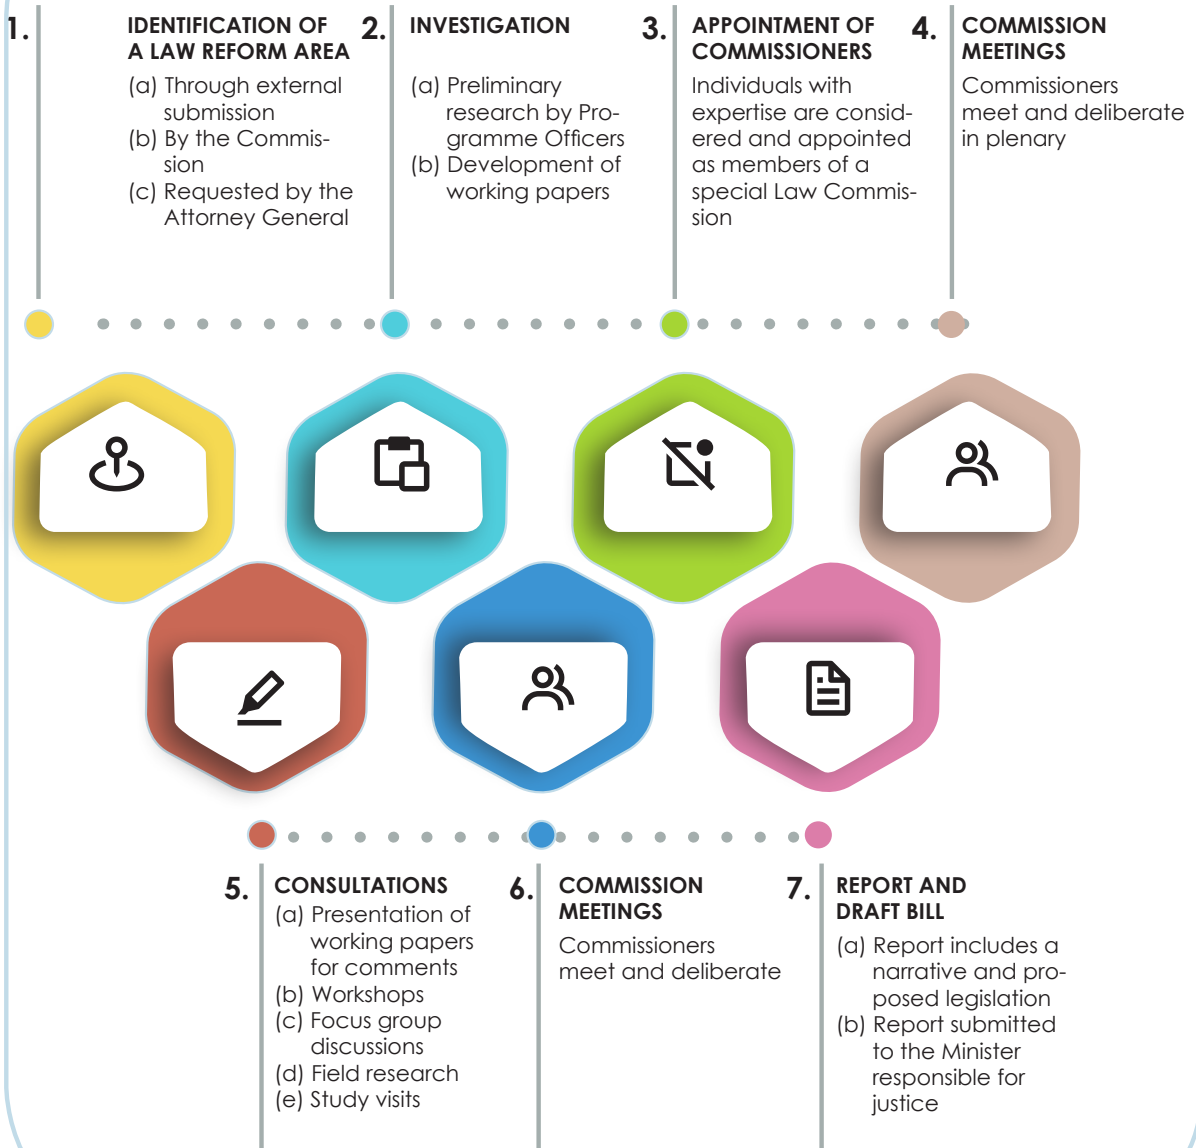 1.
IDENTIFICATION OF
A LAW REFORM AREA
(a) Through external
submission
(b) By the Commis-
sion
(c) Requested by the
Attorney General
2.
INVESTIGATION
(a) Preliminary
research by Pro-
gramme Officers
(b) Development of
working papers
3.
APPOINTMENT OF
COMMISSIONERS
Individuals with
expertise are consid-
ered and appointed
as members of a
special Law Commis-
sion
4.
COMMISSION
MEETINGS
Commissioners
meet and deliberate
in plenary
5.
CONSULTATIONS
(a) Presentation of
working papers
for comments
(b) Workshops
(c) Focus group
discussions
(d) Field research
(e) Study visits
6.
COMMISSION
MEETINGS
Commissioners
meet and deliberate
7.
REPORT AND
DRAFT BILL
(a) Report includes a
narrative and pro-
posed legislation
(b) Report submitted
to the Minister
responsible for
justice